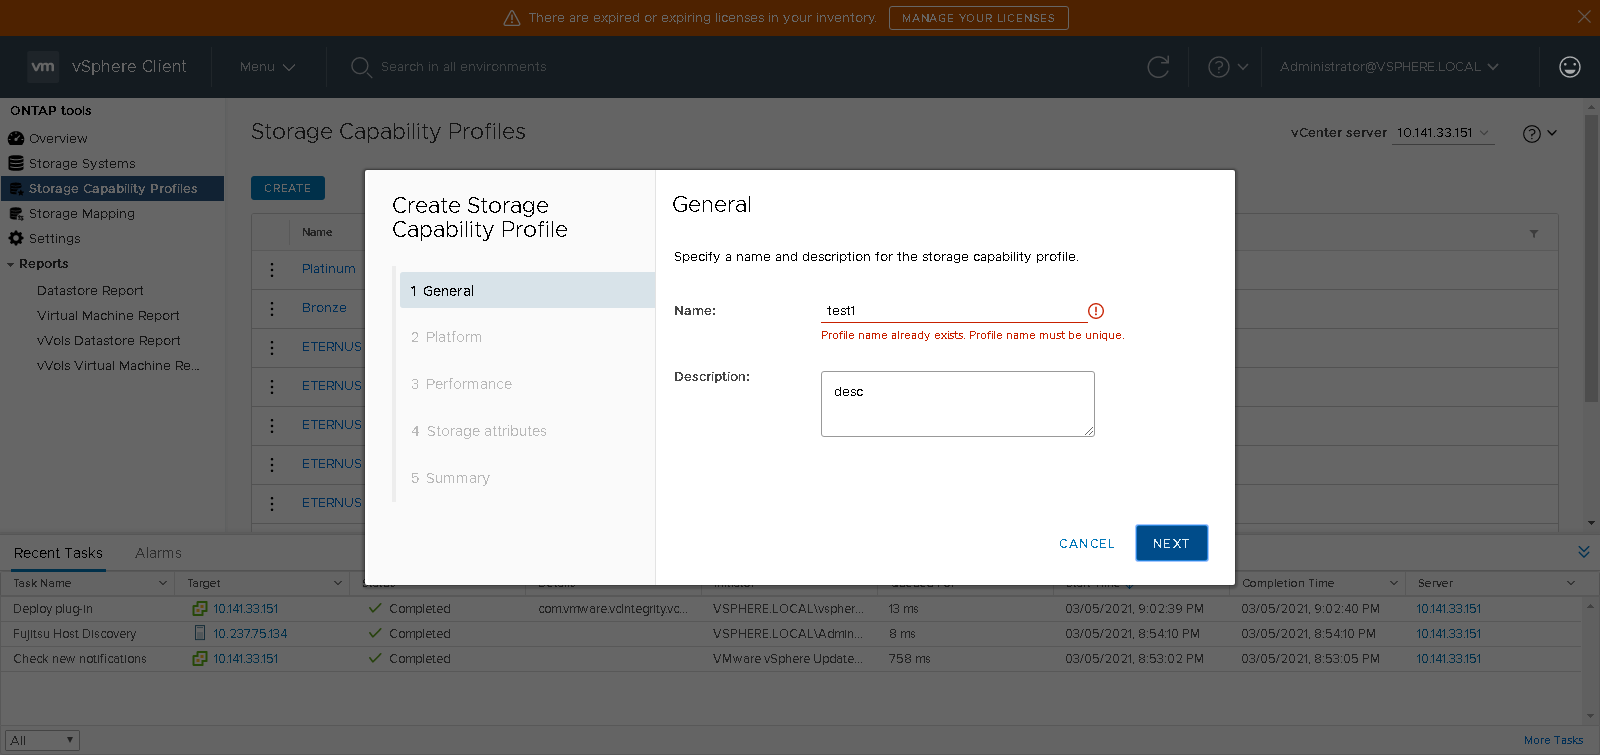 There are expired or expiring licenses in your inventory. MANAGE YOUR LICENSES
vm vSphere Client Menu Search in all environments Administrator@VSPHERE.LOCAL
ONTAP tools
Overview
Storage Systems
Storage Capability Profiles
Storage Mapping
Settings
Reports
Datastore Report
Virtual Machine Report
vVols Datastore Report
vVols Virtual Machine Re...
Storage Capability Profiles
vCenter server 10.141.33.151
CREATE
Name
Platinum
Bronze
ETERNUS
ETERNUS
ETERNUS
ETERNUS
ETERNUS
Create Storage
Capability Profile
1 General
2 Platform
3 Performance
4 Storage attributes
5 Summary
General
Specify a name and description for the storage capability profile.
Name: test1
Profile name already exists. Profile name must be unique.
Description: desc
CANCEL NEXT
Recent Tasks Alarms
Task Name Target Start Time Completion Time Server
Deploy plug-in 10.141.33.151 Completed com.vmware.vcIntegrity.vc... VSPHERE.LOCAL\vspher... 13 ms 03/05/2021, 9:02:39 PM 03/05/2021, 9:02:40 PM 10.141.33.151
Fujitsu Host Discovery 10.237.75.134 Completed VSPHERE.LOCAL\Admin... 8 ms 03/05/2021, 8:54:10 PM 03/05/2021, 8:54:10 PM 10.141.33.151
Check new notifications 10.141.33.151 Completed VMware vSphere Update... 758 ms 03/05/2021, 8:53:02 PM 03/05/2021, 8:53:05 PM 10.141.33.151
All More Tasks